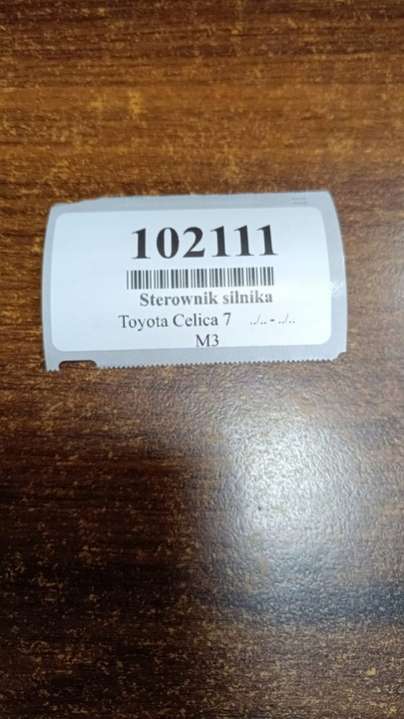 102111
Sterownik silnika
Toyota Celica 7 ../.. - ../..
M3